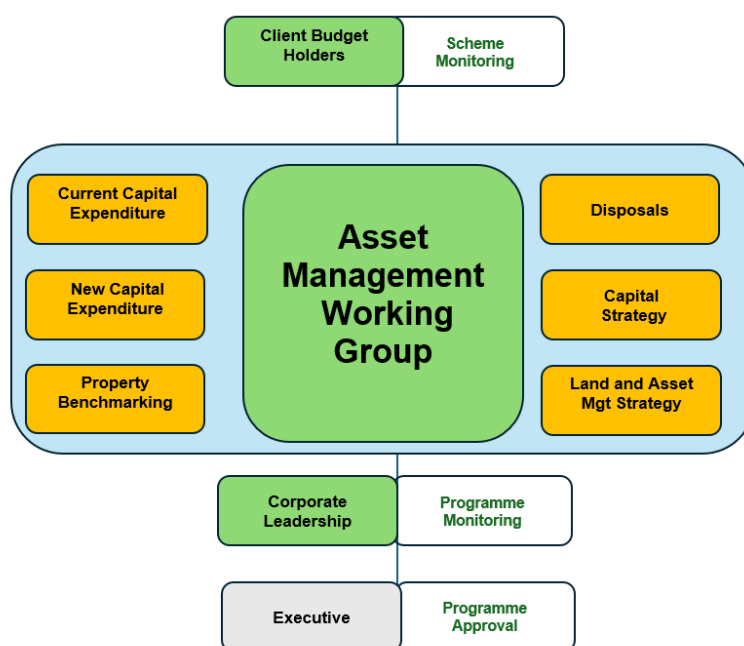 Client Budget
Holders
Scheme
Monitoring
Current Capital
Expenditure
New Capital
Expenditure
Property
Benchmarking
Asset
Management
Working
Group
Disposals
Capital
Strategy
Land and Asset
Mgt Strategy
Corporate
Leadership
Programme
Monitoring
Executive
Programme
Approval